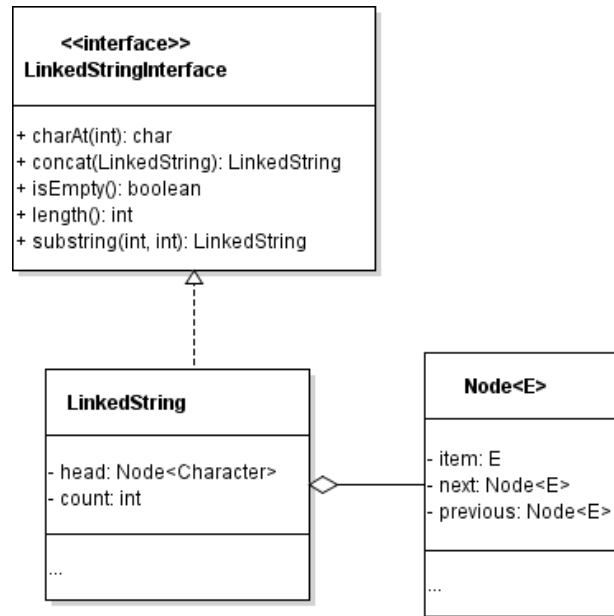 <<interface>>
LinkedStringInterface
+ charAt(int): char
+ concat(LinkedString): LinkedString
+ isEmpty(): boolean
+ length(): int
+ substring(int, int): LinkedString
LinkedString
- head: Node<Character>
- count: int
...
Node<E>
- item: E
- next: Node<E>
- previous: Node<E>
...